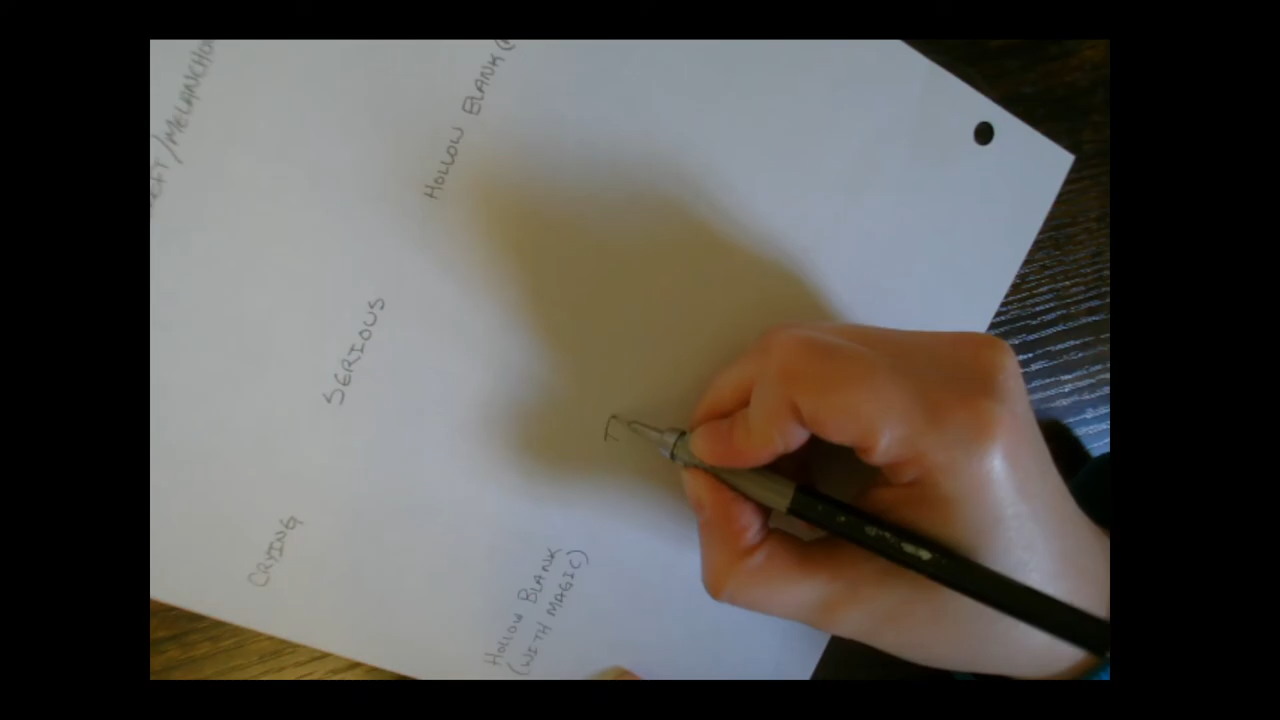 HOLLOW BLANK (
SERIOUS
CRYING
HOLLOW BLANK
(WITH MAGIC)
T